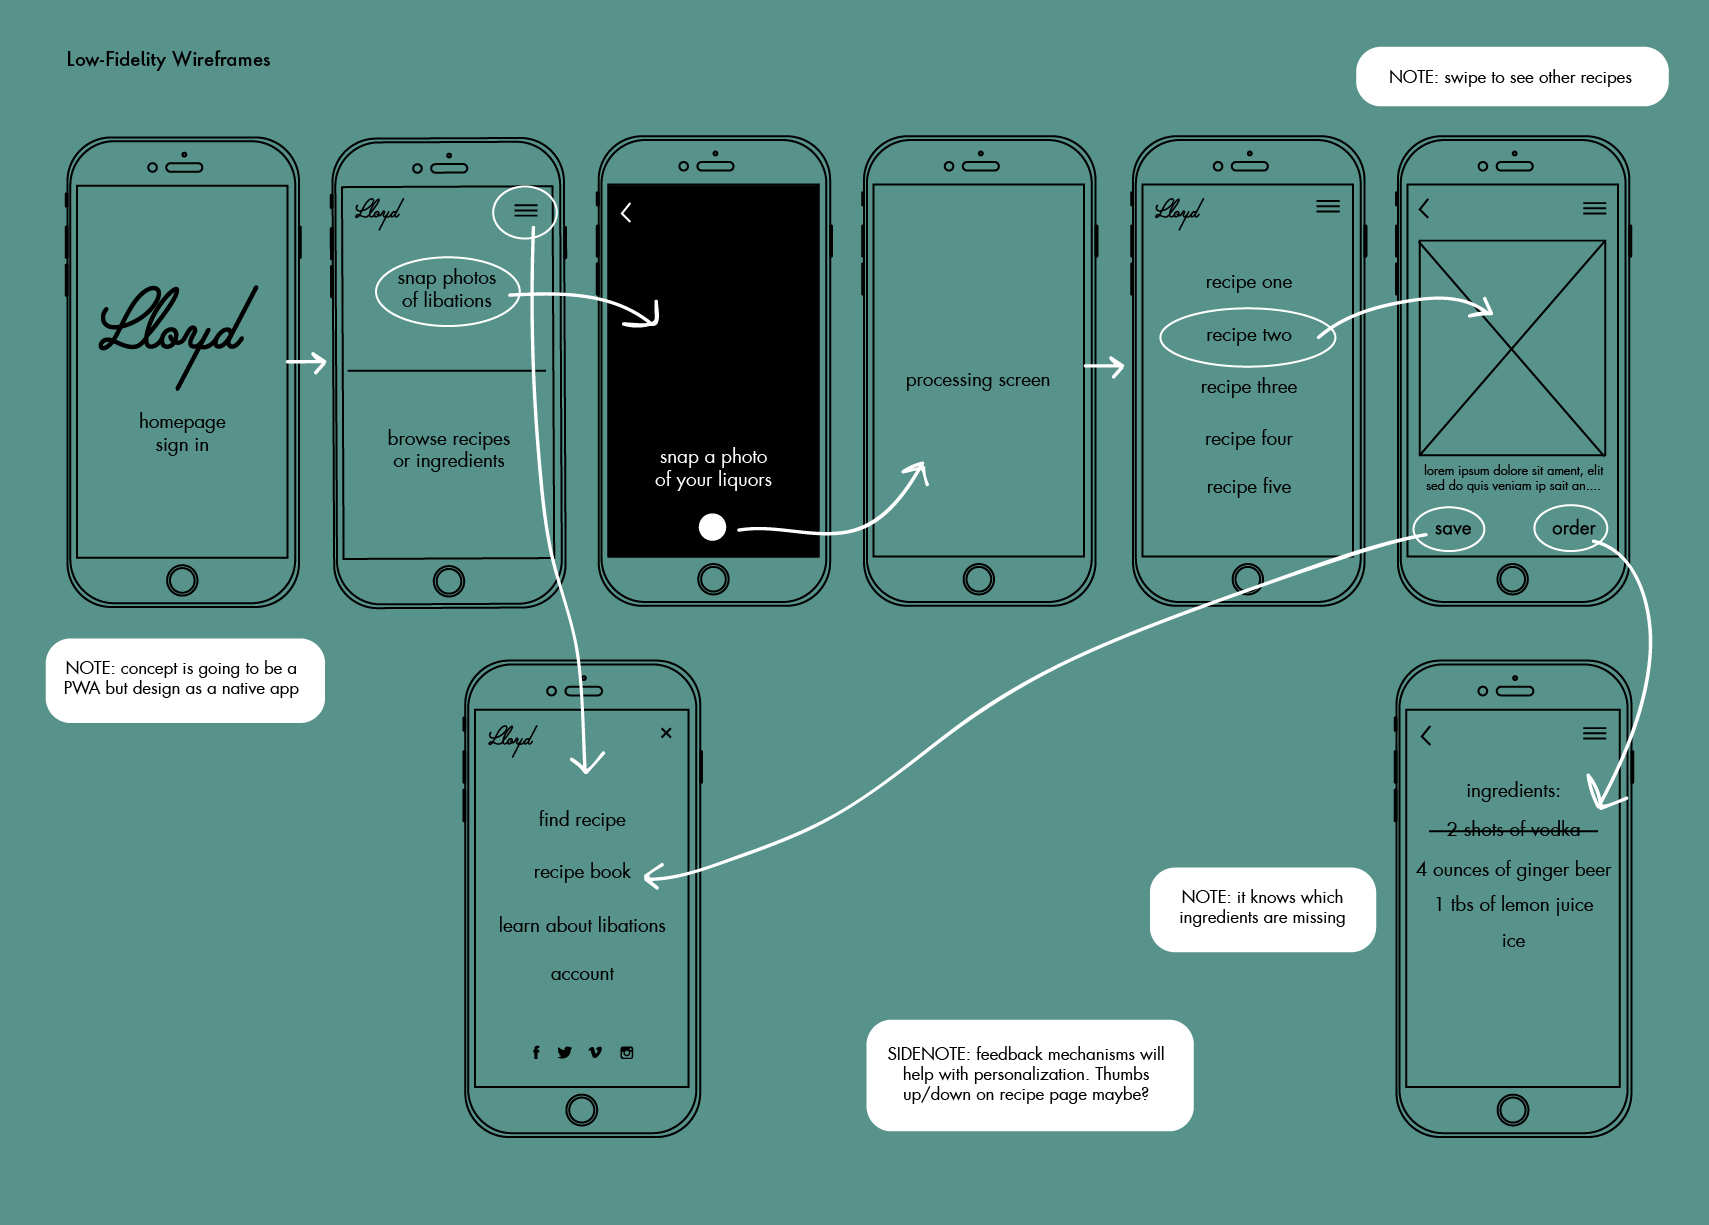 Low-Fidelity Wireframes
NOTE: swipe to see other recipes
Lloyd
homepage
sign in
Lloyd
snap photos
of libations
browse recipes
or ingredients
snap a photo
of your liquors
processing screen
Lloyd
recipe one
recipe two
recipe three
recipe four
recipe five
lorem ipsum dolore sit ament, elit
sed do quis veniam ip sait an....
save
order
NOTE: concept is going to be a
PWA but design as a native app
Lloyd
find recipe
recipe book
learn about libations
account
ingredients:
2 shots of vodka
4 ounces of ginger beer
1 tbs of lemon juice
ice
NOTE: it knows which
ingredients are missing
SIDENOTE: feedback mechanisms will
help with personalization. Thumbs
up/down on recipe page maybe?